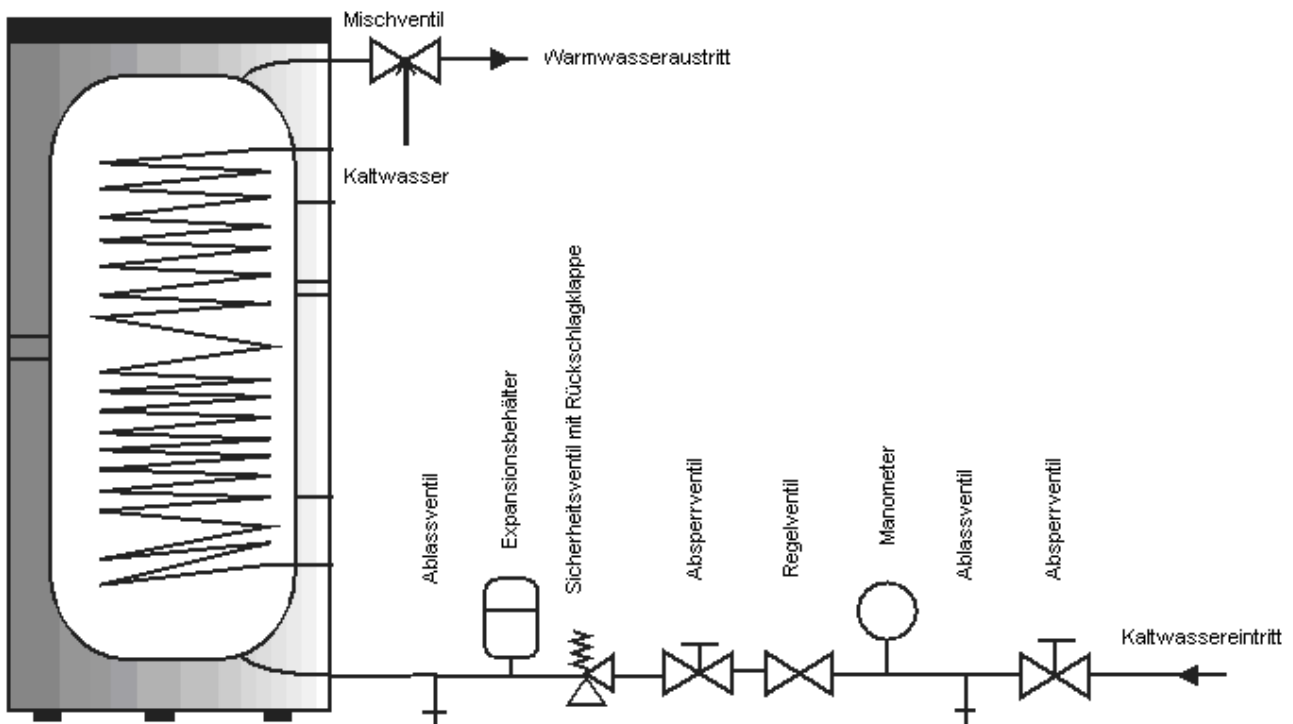 Mischventil
Warmwasseraustritt
Kaltwasser
Ablassventil
Expansionsbehälter
Sicherheitsventil mit Rückschlagklappe
Absperrventil
Regelventil
Manometer
Ablassventil
Absperrventil
Kaltwassereintritt